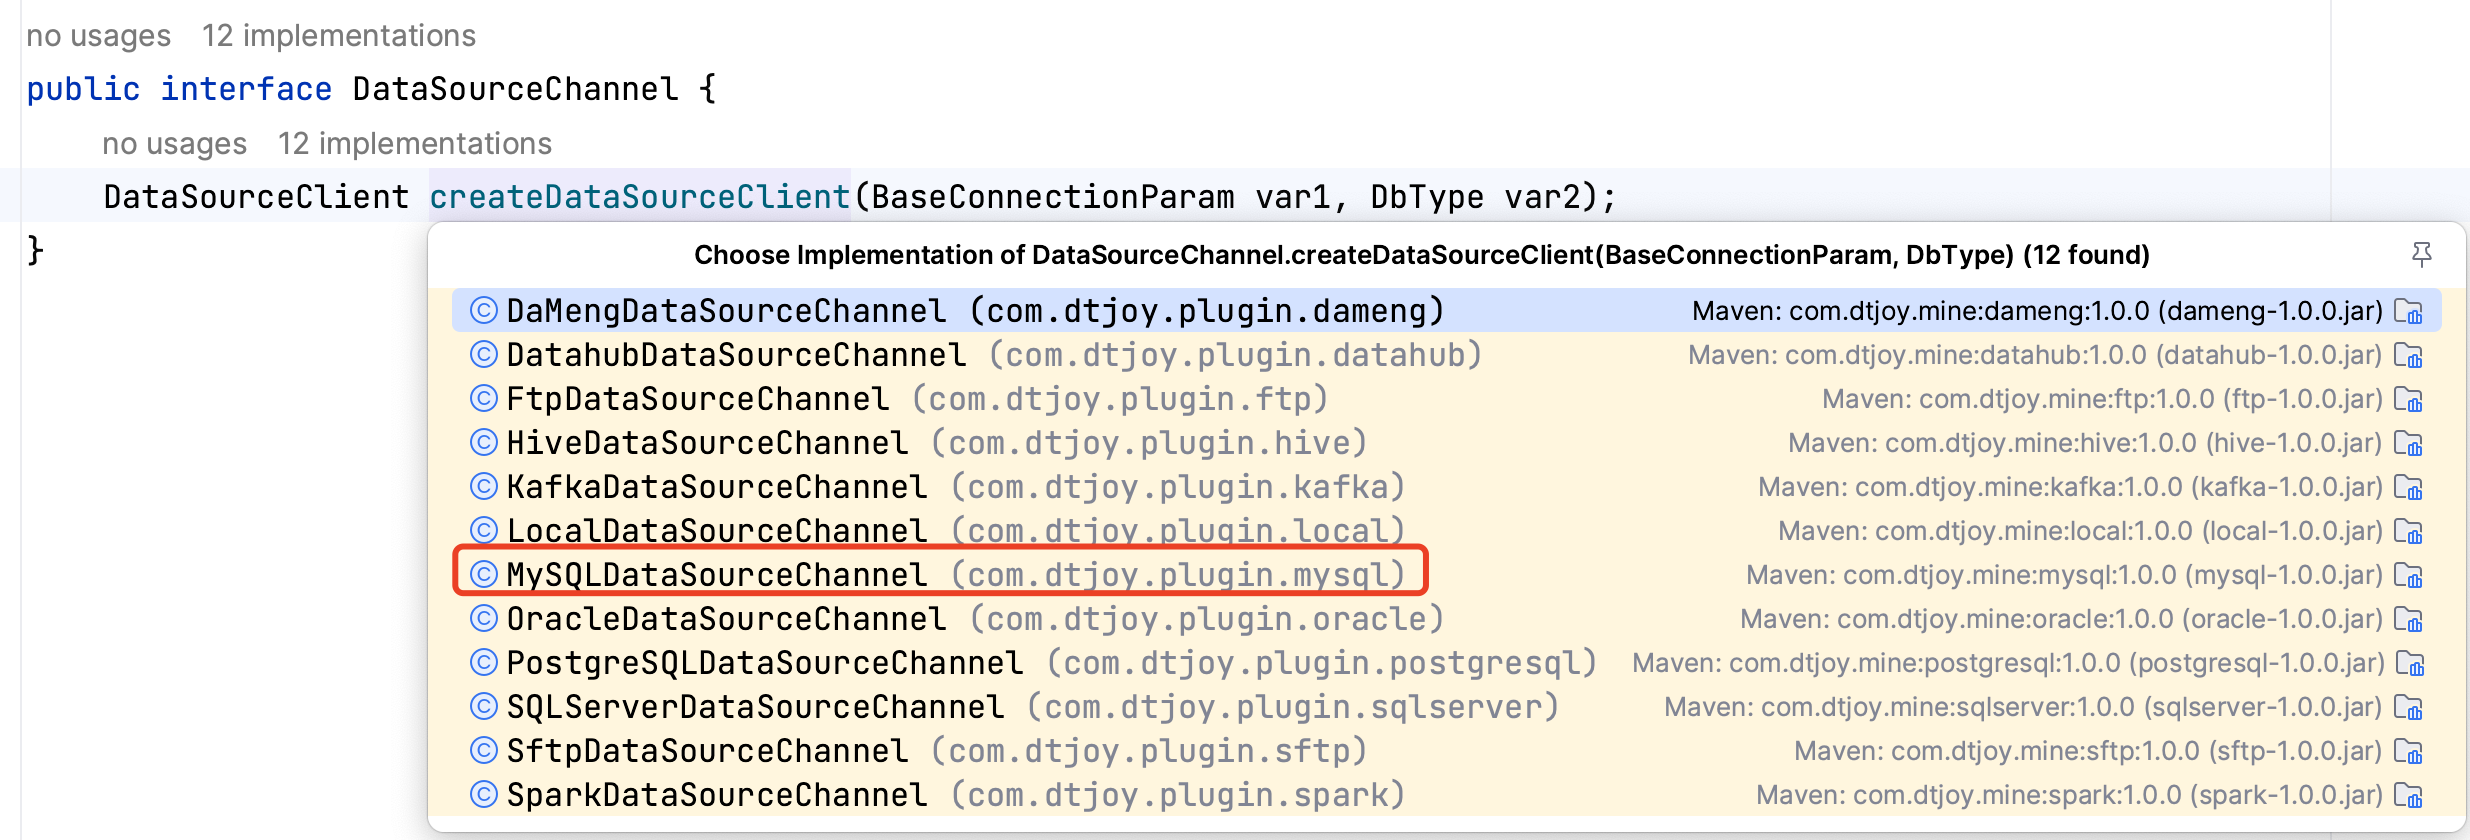 no usages 12 implementations
public interface DataSourceChannel {
no usages 12 implementations
DataSourceClient createDataSourceClient(BaseConnectionParam var1, DbType var2);
}
Choose Implementation of DataSourceChannel.createDataSourceClient(BaseConnectionParam, DbType) (12 found)
DaMengDataSourceChannel (com.dtjoy.plugin.dameng) Maven: com.dtjoy.mine:dameng:1.0.0 (dameng-1.0.0.jar)
DatahubDataSourceChannel (com.dtjoy.plugin.datahub) Maven: com.dtjoy.mine:datahub:1.0.0 (datahub-1.0.0.jar)
FtpDataSourceChannel (com.dtjoy.plugin.ftp) Maven: com.dtjoy.mine:ftp:1.0.0 (ftp-1.0.0.jar)
HiveDataSourceChannel (com.dtjoy.plugin.hive) Maven: com.dtjoy.mine:hive:1.0.0 (hive-1.0.0.jar)
KafkaDataSourceChannel (com.dtjoy.plugin.kafka) Maven: com.dtjoy.mine:kafka:1.0.0 (kafka-1.0.0.jar)
LocalDataSourceChannel (com.dtjoy.plugin.local) Maven: com.dtjoy.mine:local:1.0.0 (local-1.0.0.jar)
MySQLDataSourceChannel (com.dtjoy.plugin.mysql) Maven: com.dtjoy.mine:mysql:1.0.0 (mysql-1.0.0.jar)
OracleDataSourceChannel (com.dtjoy.plugin.oracle) Maven: com.dtjoy.mine:oracle:1.0.0 (oracle-1.0.0.jar)
PostgreSQLDataSourceChannel (com.dtjoy.plugin.postgresql) Maven: com.dtjoy.mine:postgresql:1.0.0 (postgresql-1.0.0.jar)
SQLServerDataSourceChannel (com.dtjoy.plugin.sqlserver) Maven: com.dtjoy.mine:sqlserver:1.0.0 (sqlserver-1.0.0.jar)
SftpDataSourceChannel (com.dtjoy.plugin.sftp) Maven: com.dtjoy.mine:sftp:1.0.0 (sftp-1.0.0.jar)
SparkDataSourceChannel (com.dtjoy.plugin.spark) Maven: com.dtjoy.mine:spark:1.0.0 (spark-1.0.0.jar)